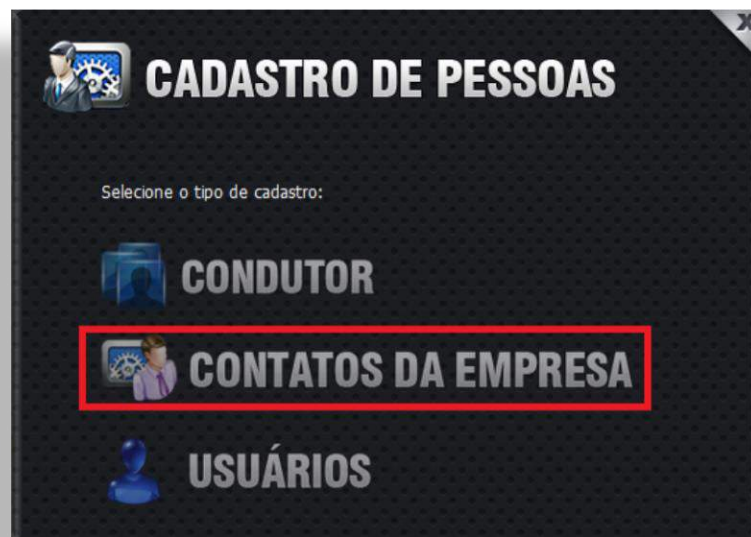 CADASTRO DE PESSOAS
Selecione o tipo de cadastro:
CONDUTOR
CONTATOS DA EMPRESA
USUÁRIOS